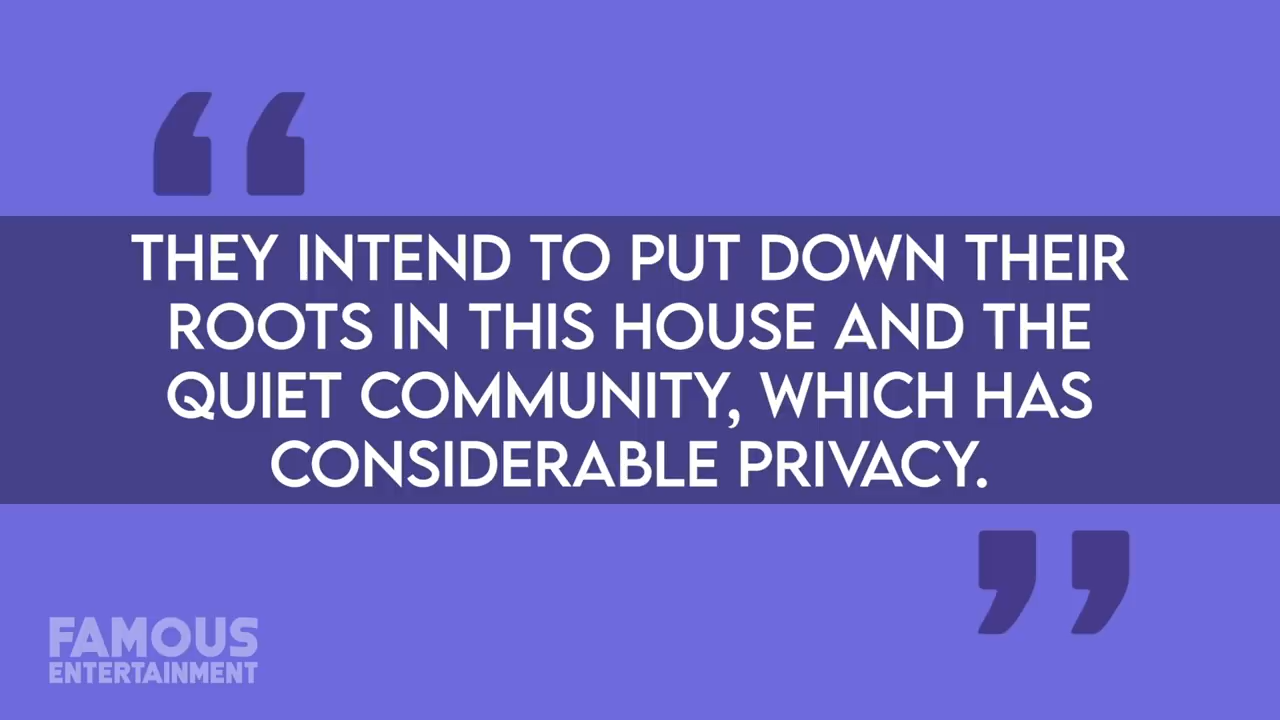 “
THEY INTEND TO PUT DOWN THEIR
ROOTS IN THIS HOUSE AND THE
QUIET COMMUNITY, WHICH HAS
CONSIDERABLE PRIVACY.
”
FAMOUS
ENTERTAINMENT